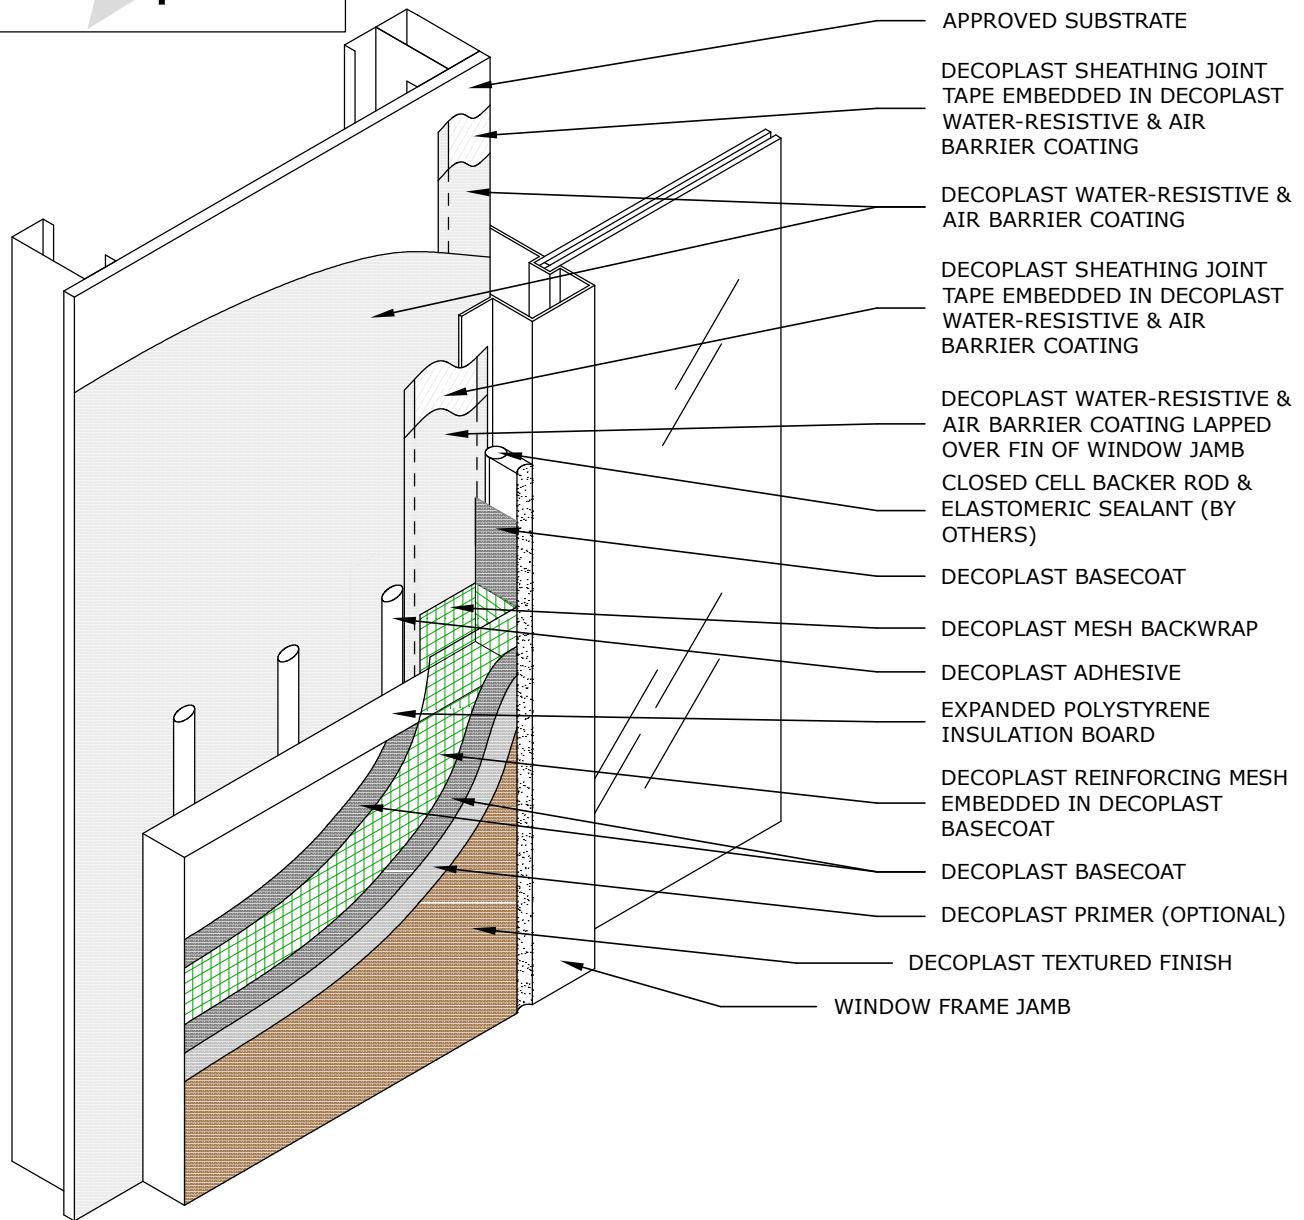 APPROVED SUBSTRATE
DECOPLAST SHEATHING JOINT
TAPE EMBEDDED IN DECOPLAST
WATER-RESISTIVE & AIR
BARRIER COATING
DECOPLAST WATER-RESISTIVE &
AIR BARRIER COATING
DECOPLAST SHEATHING JOINT
TAPE EMBEDDED IN DECOPLAST
WATER-RESISTIVE & AIR
BARRIER COATING
DECOPLAST WATER-RESISTIVE &
AIR BARRIER COATING LAPPED
OVER FIN OF WINDOW JAMB
CLOSED CELL BACKER ROD &
ELASTOMERIC SEALANT (BY
OTHERS)
DECOPLAST BASECOAT
DECOPLAST MESH BACKWRAP
DECOPLAST ADHESIVE
EXPANDED POLYSTYRENE
INSULATION BOARD
DECOPLAST REINFORCING MESH
EMBEDDED IN DECOPLAST
BASECOAT
DECOPLAST BASECOAT
DECOPLAST PRIMER (OPTIONAL)
DECOPLAST TEXTURED FINISH
WINDOW FRAME JAMB